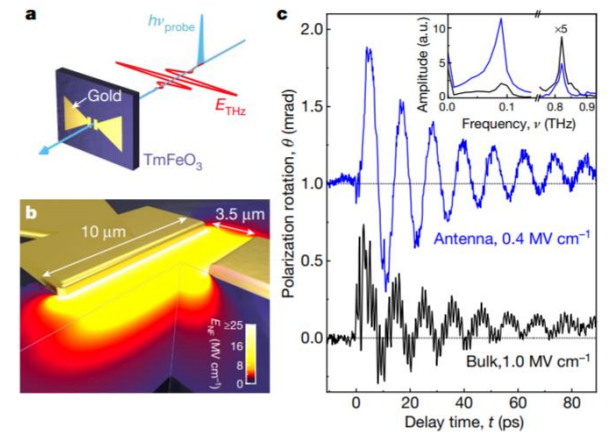 a
hνprobe
Gold
ETHz
TmFeO₃
b
10 μm
3.5 μm
≥25
16
8
0
ENF
(MV cm⁻¹)
c
Polarization rotation, θ (mrad)
2.0
1.5
1.0
0.5
0.0
Amplitude (a.u.)
10
5
0
×5
0.0
0.1
0.8
0.9
Frequency, ν (THz)
Antenna, 0.4 MV cm⁻¹
Bulk,1.0 MV cm⁻¹
0
20
40
60
80
Delay time, t (ps)